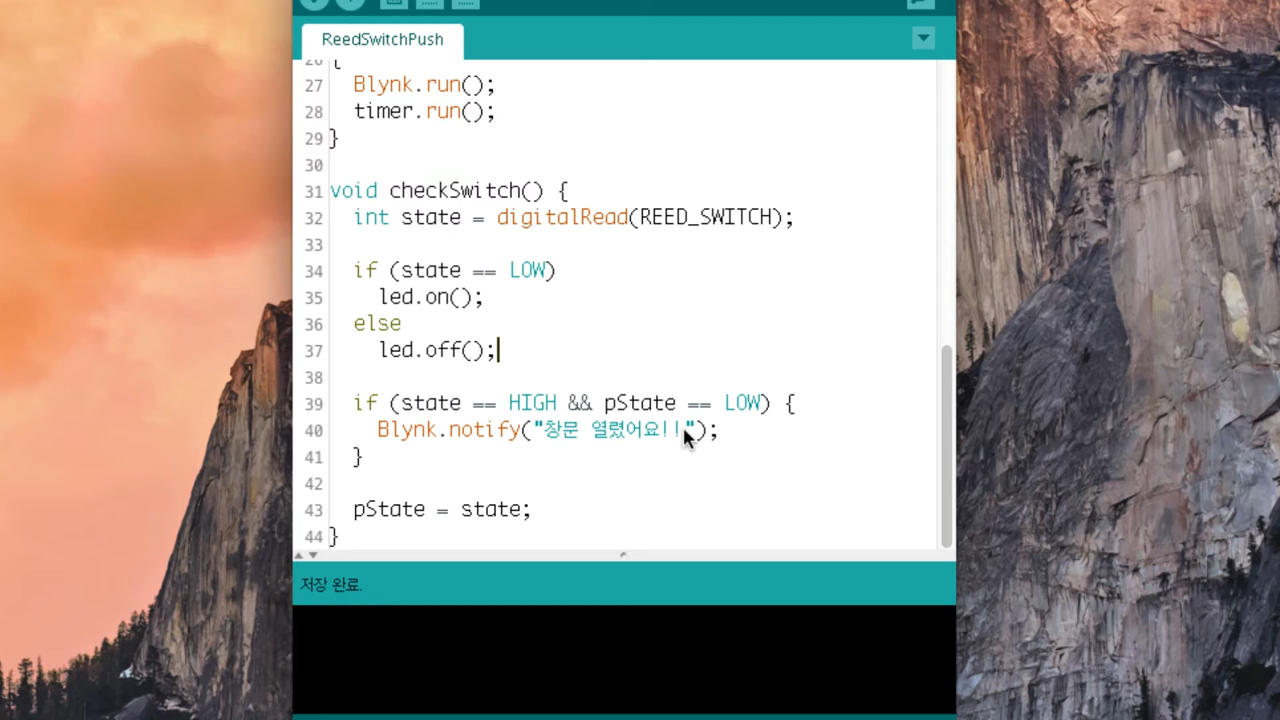 ReedSwitchPush
26 {
27 Blynk.run();
28 timer.run();
29 }
30
31 void checkSwitch() {
32 int state = digitalRead(REED_SWITCH);
33
34 if (state == LOW)
35 led.on();
36 else
37 led.off();
38
39 if (state == HIGH && pState == LOW) {
40 Blynk.notify("창문 열렸어요!!");
41 }
42
43 pState = state;
44 }
저장 완료.